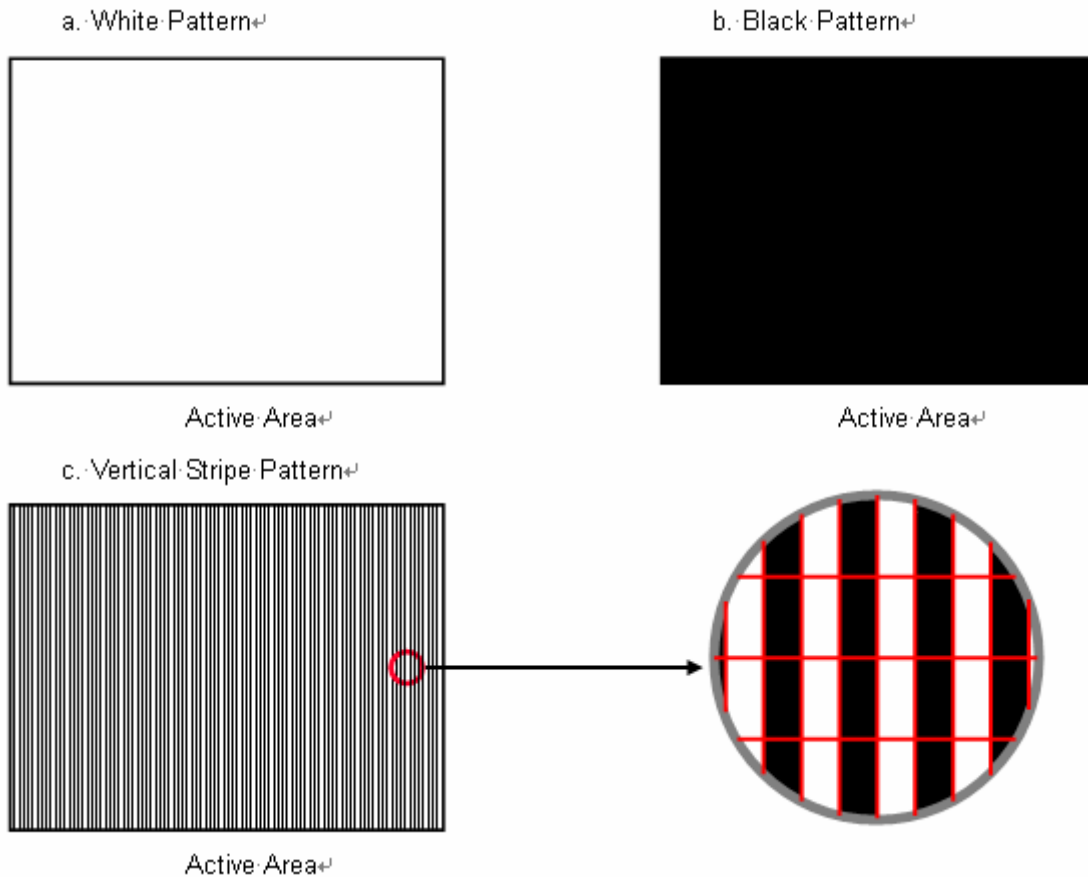 a. White Pattern↵
b. Black Pattern↵
Active Area↵
Active Area↵
c. Vertical Stripe Pattern↵
Active Area↵